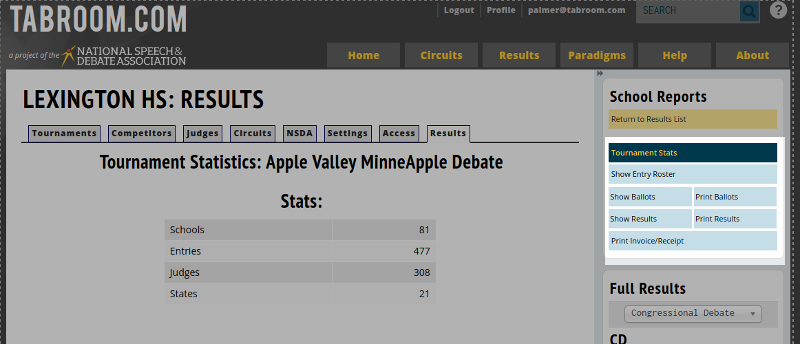 TABROOM.COM
Logout Profile palmer@tabroom.com SEARCH ?
a project of the NATIONAL SPEECH &
DEBATE ASSOCIATION
Home Circuits Results Paradigms Help About
LEXINGTON HS: RESULTS
Tournaments Competitors Judges Circuits NSDA Settings Access Results
Tournament Statistics: Apple Valley MinneApple Debate
Stats:
Schools 81
Entries 477
Judges 308
States 21
School Reports
Return to Results List
Tournament Stats
Show Entry Roster
Show Ballots Print Ballots
Show Results Print Results
Print Invoice/Receipt
Full Results
Congressional Debate
CD